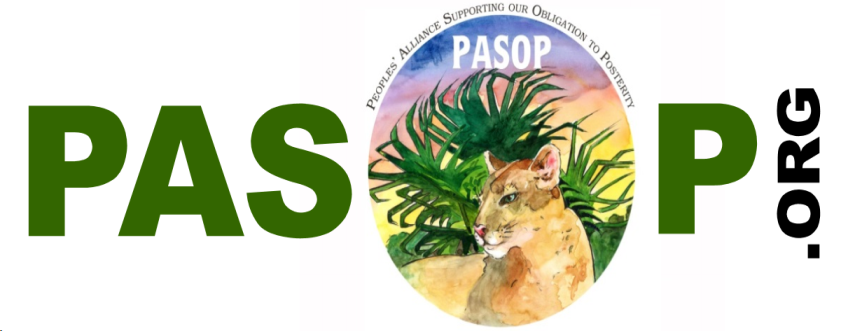 PEOPLES' ALLIANCE SUPPORTING OUR OBLIGATION TO POSTERITY
PASOP
PAS P
.ORG